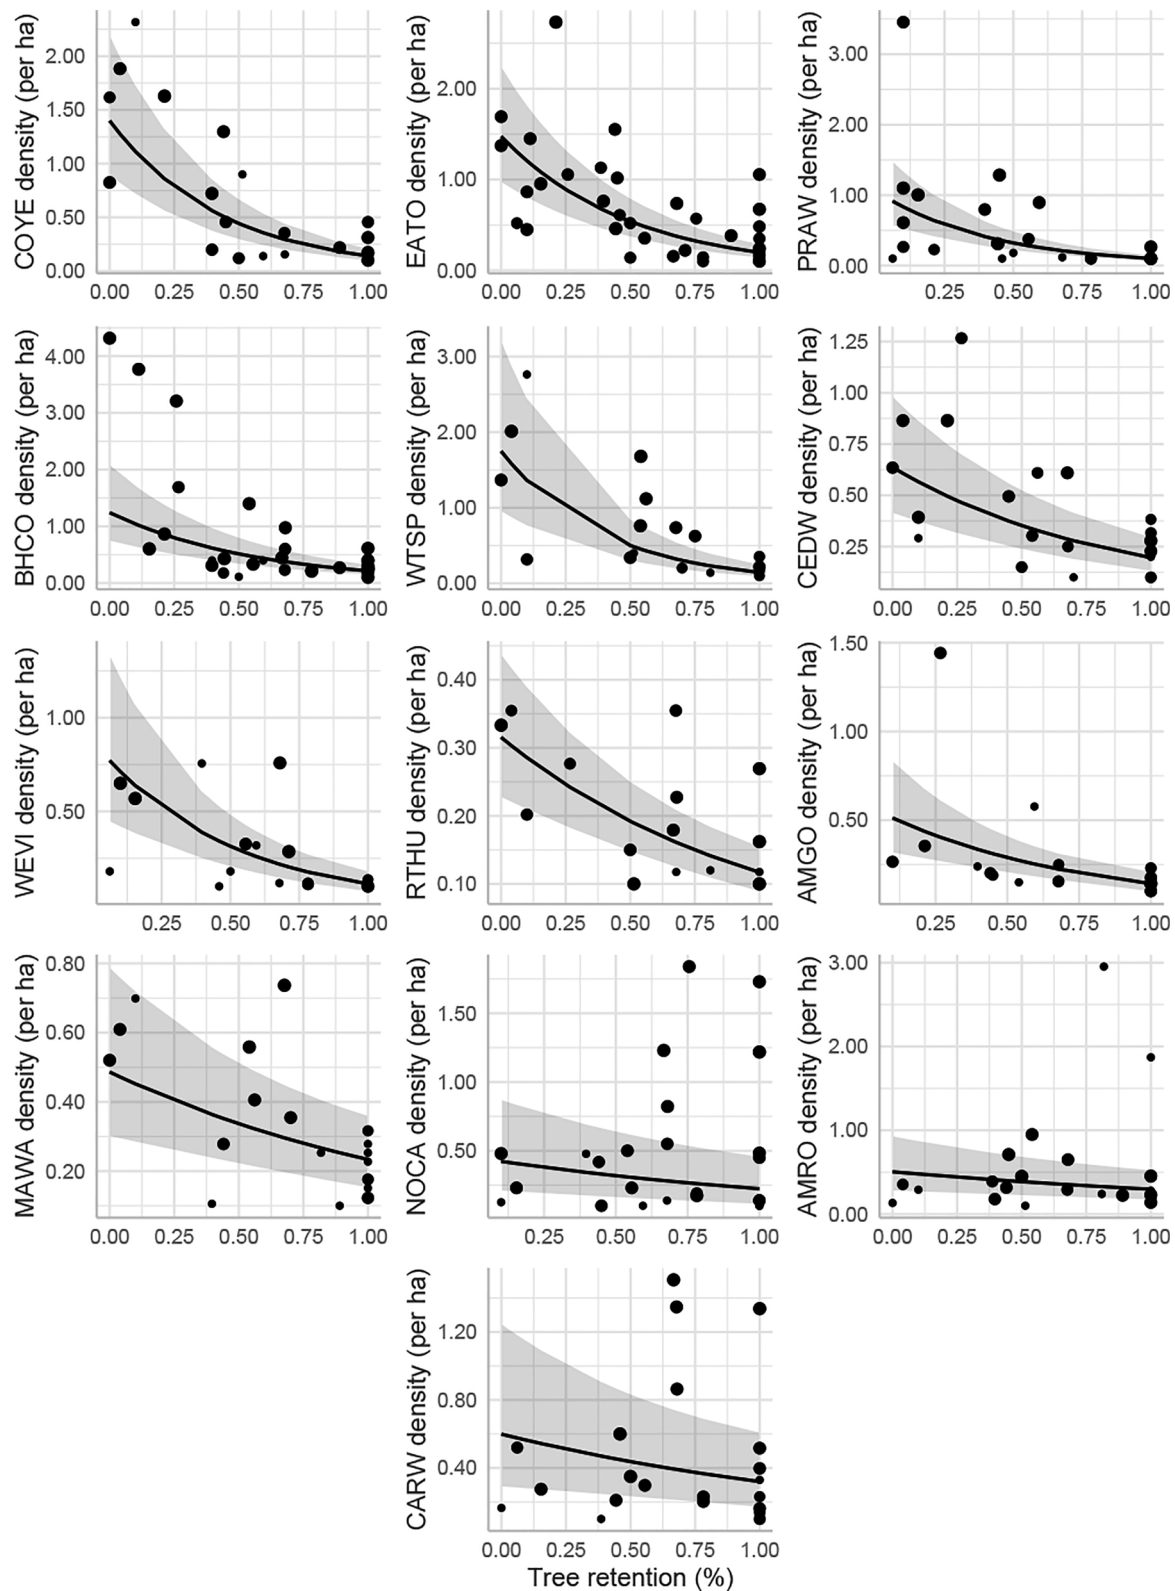 COYE density (per ha)
2.00
1.50
1.00
0.50
0.00
0.00 0.25 0.50 0.75 1.00
EATO density (per ha)
2.00
1.00
0.00
0.00 0.25 0.50 0.75 1.00
PRAW density (per ha)
3.00
2.00
1.00
0.00
0.25 0.50 0.75 1.00
BHCO density (per ha)
4.00
3.00
2.00
1.00
0.00
0.00 0.25 0.50 0.75 1.00
WTSP density (per ha)
3.00
2.00
1.00
0.00
0.00 0.25 0.50 0.75 1.00
CEDW density (per ha)
1.25
1.00
0.75
0.50
0.25
0.00 0.25 0.50 0.75 1.00
WEVI density (per ha)
1.00
0.50
0.25 0.50 0.75 1.00
RTHU density (per ha)
0.40
0.30
0.20
0.10
0.00 0.25 0.50 0.75 1.00
AMGO density (per ha)
1.50
1.00
0.50
0.25 0.50 0.75 1.00
MAWA density (per ha)
0.80
0.60
0.40
0.20
0.00 0.25 0.50 0.75 1.00
NOCA density (per ha)
1.50
1.00
0.50
0.25 0.50 0.75 1.00
AMRO density (per ha)
3.00
2.00
1.00
0.00
0.00 0.25 0.50 0.75 1.00
CARW density (per ha)
1.20
0.80
0.40
0.00 0.25 0.50 0.75 1.00
Tree retention (%)